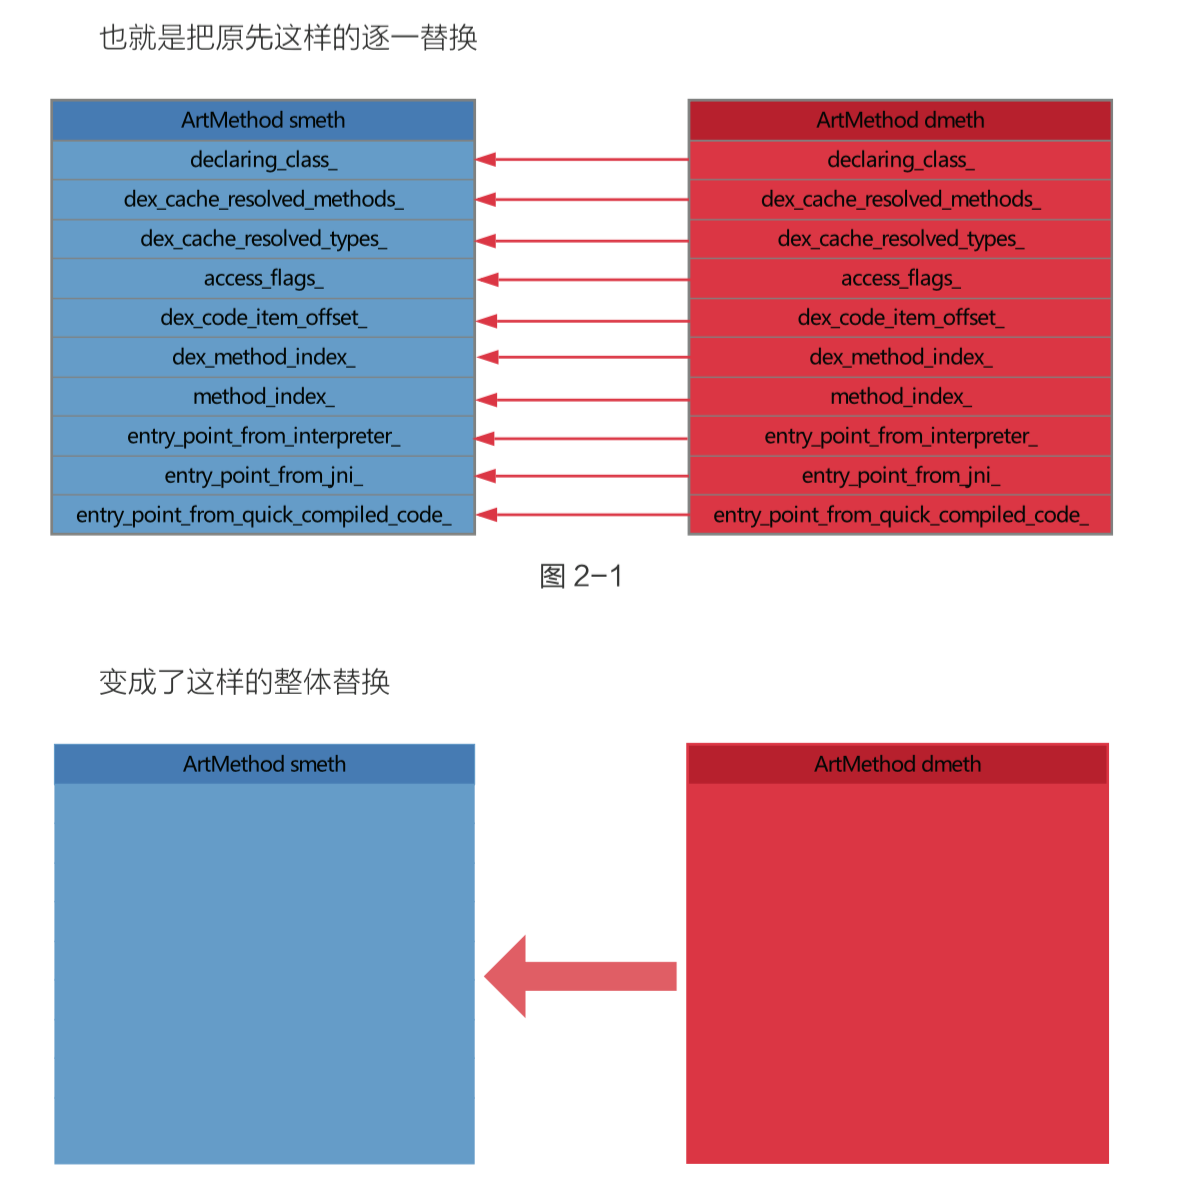 也就是把原先这样的逐一替换
ArtMethod smeth
declaring_class_
dex_cache_resolved_methods_
dex_cache_resolved_types_
access_flags_
dex_code_item_offset_
dex_method_index_
method_index_
entry_point_from_interpreter_
entry_point_from_jni_
entry_point_from_quick_compiled_code_
ArtMethod dmeth
declaring_class_
dex_cache_resolved_methods_
dex_cache_resolved_types_
access_flags_
dex_code_item_offset_
dex_method_index_
method_index_
entry_point_from_interpreter_
entry_point_from_jni_
entry_point_from_quick_compiled_code_
图 2-1
变成了这样的整体替换
ArtMethod smeth
ArtMethod dmeth